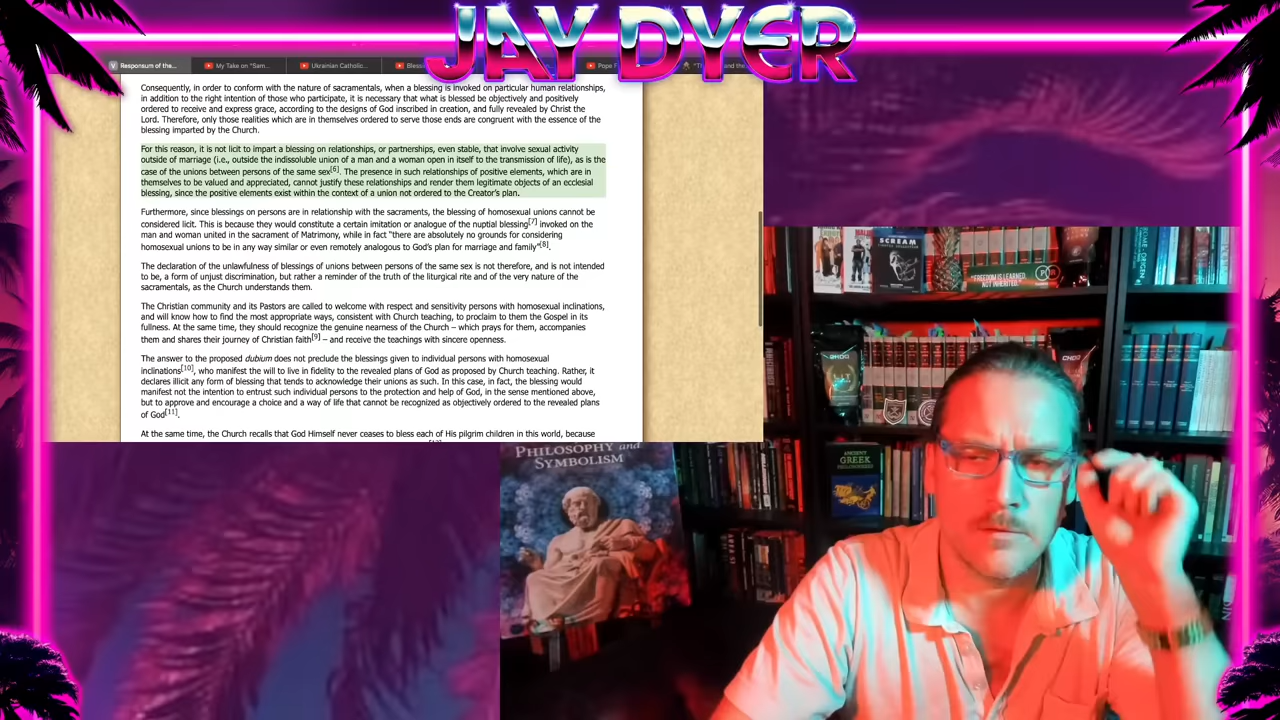 JAY DYER
Responsum of the...
My Take on "Sam...
Ukrainian Catholic...
Consequently, in order to conform with the nature of sacramentals, when a blessing is invoked on particular human relationships,
in addition to the right intention of those who participate, it is necessary that what is blessed be objectively and positively
ordered to receive and express grace, according to the designs of God inscribed in creation, and fully revealed by Christ the
Lord. Therefore, only those realities which are in themselves ordered to serve those ends are congruent with the essence of the
blessing imparted by the Church.
For this reason, it is not licit to impart a blessing on relationships, or partnerships, even stable, that involve sexual activity
outside of marriage (i.e., outside the indissoluble union of a man and a woman open in itself to the transmission of life), as is the
case of the unions between persons of the same sex[6]. The presence in such relationships of positive elements, which are in
themselves to be valued and appreciated, cannot justify these relationships and render them legitimate objects of an ecclesial
blessing, since the positive elements exist within the context of a union not ordered to the Creator's plan.
Furthermore, since blessings on persons are in relationship with the sacraments, the blessing of homosexual unions cannot be
considered licit. This is because they would constitute a certain imitation or analogue of the nuptial blessing[7] invoked on the
man and woman united in the sacrament of Matrimony, while in fact "there are absolutely no grounds for considering
homosexual unions to be in any way similar or even remotely analogous to God's plan for marriage and family"[8].
The declaration of the unlawfulness of blessings of unions between persons of the same sex is not therefore, and is not intended
to be, a form of unjust discrimination, but rather a reminder of the truth of the liturgical rite and of the very nature of the
sacramentals, as the Church understands them.
The Christian community and its Pastors are called to welcome with respect and sensitivity persons with homosexual inclinations,
and will know how to find the most appropriate ways, consistent with Church teaching, to proclaim to them the Gospel in its
fullness. At the same time, they should recognize the genuine nearness of the Church – which prays for them, accompanies
them and shares their journey of Christian faith[9] – and receive the teachings with sincere openness.
The answer to the proposed dubium does not preclude the blessings given to individual persons with homosexual
inclinations[10], who manifest the will to live in fidelity to the revealed plans of God as proposed by Church teaching. Rather, it
declares illicit any form of blessing that tends to acknowledge their unions as such. In this case, in fact, the blessing would
manifest not the intention to entrust such individual persons to the protection and help of God, in the sense mentioned above,
but to approve and encourage a choice and a way of life that cannot be recognized as objectively ordered to the revealed plans
of God[11].
At the same time, the Church recalls that God Himself never ceases to bless each of His pilgrim children in this world, because
PHILOSOPHY and
SYMBOLISM
SCREAM
"FREEDOM IS LEARNED,
NOT INHERITED."
CHOQ
CHOQ
ANCIENT
GREEK
PHILOSOPHERS